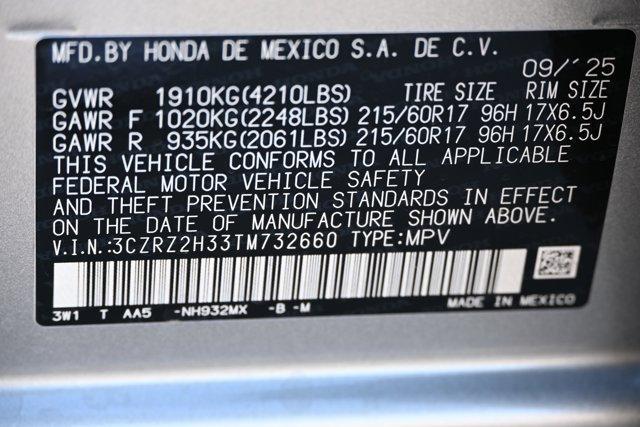 MFD.BY HONDA DE MEXICO S.A. DE C.V.
09/'25
GVWR 1910KG(4210LBS) TIRE SIZE RIM SIZE
GAWR F 1020KG(2248LBS) 215/60R17 96H 17X6.5J
GAWR R 935KG(2061LBS) 215/60R17 96H 17X6.5J
THIS VEHICLE CONFORMS TO ALL APPLICABLE
FEDERAL MOTOR VEHICLE SAFETY
AND THEFT PREVENTION STANDARDS IN EFFECT
ON THE DATE OF MANUFACTURE SHOWN ABOVE.
V.I.N.:3CZRZ2H33TM732660 TYPE:MPV
3W1 T AA5 -NH932MX -B -M MADE IN MEXICO